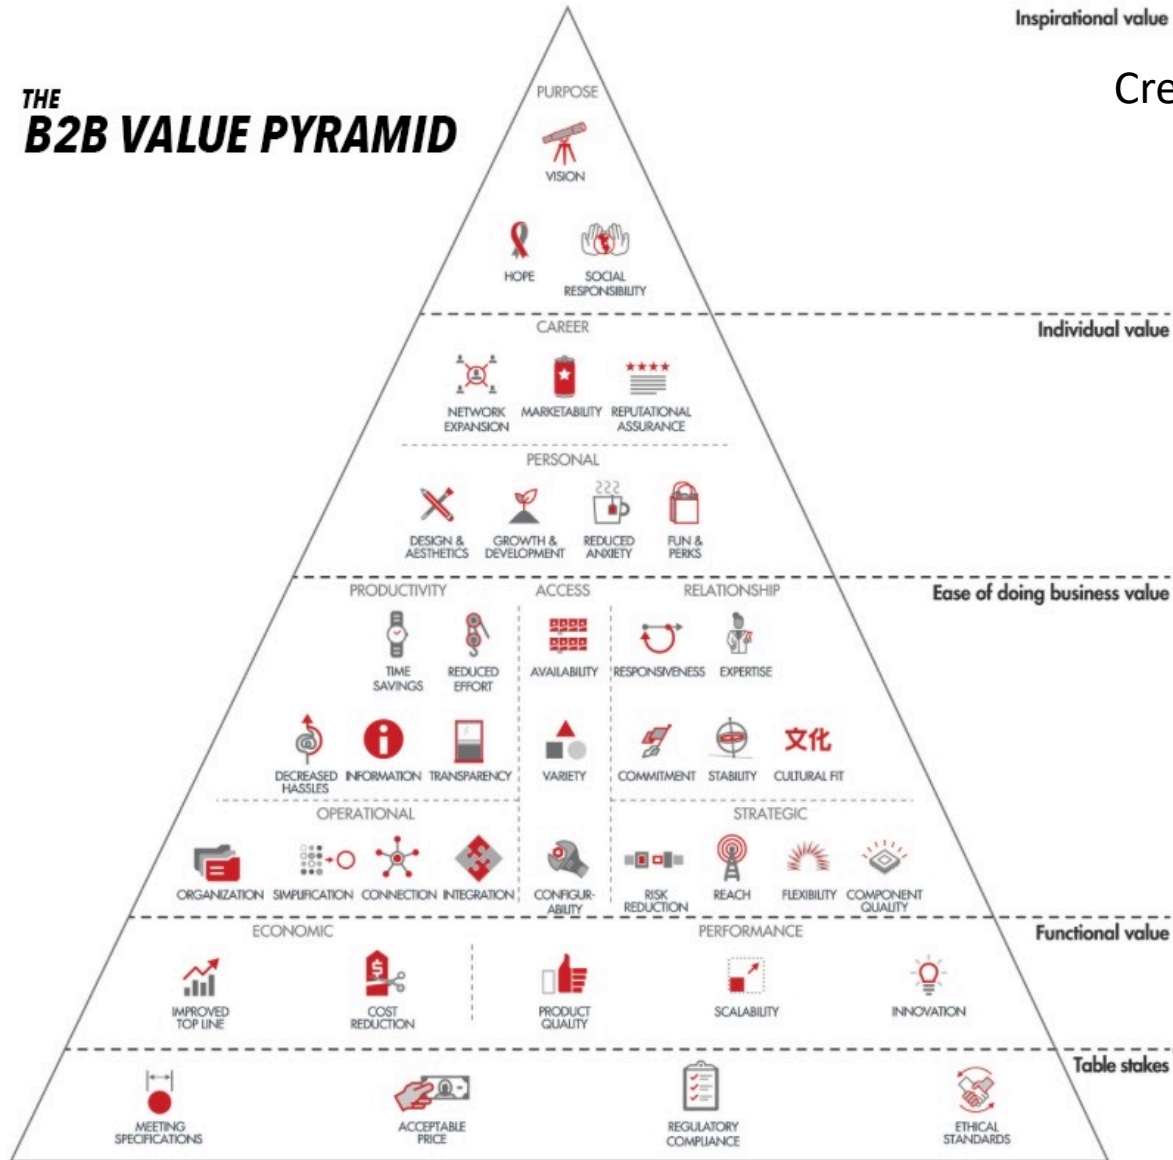 Inspirational value
THE
B2B VALUE PYRAMID
Cre
PURPOSE
VISION
HOPE
SOCIAL
RESPONSIBILITY
Individual value
CAREER
NETWORK
EXPANSION
MARKETABILITY
REPUTATIONAL
ASSURANCE
PERSONAL
DESIGN &
AESTHETICS
GROWTH &
DEVELOPMENT
REDUCED
ANXIETY
FUN &
PERKS
Ease of doing business value
PRODUCTIVITY
TIME
SAVINGS
REDUCED
EFFORT
DECREASED
HASSLES
INFORMATION
TRANSPARENCY
ACCESS
AVAILABILITY
VARIETY
CONFIGUR-
ABILITY
RELATIONSHIP
RESPONSIVENESS
EXPERTISE
COMMITMENT
STABILITY
文化
CULTURAL FIT
OPERATIONAL
ORGANIZATION
SIMPLIFICATION
CONNECTION
INTEGRATION
STRATEGIC
RISK
REDUCTION
REACH
FLEXIBILITY
COMPONENT
QUALITY
Functional value
ECONOMIC
IMPROVED
TOP LINE
$
COST
REDUCTION
PERFORMANCE
PRODUCT
QUALITY
SCALABILITY
INNOVATION
Table stakes
MEETING
SPECIFICATIONS
ACCEPTABLE
PRICE
REGULATORY
COMPLIANCE
ETHICAL
STANDARDS